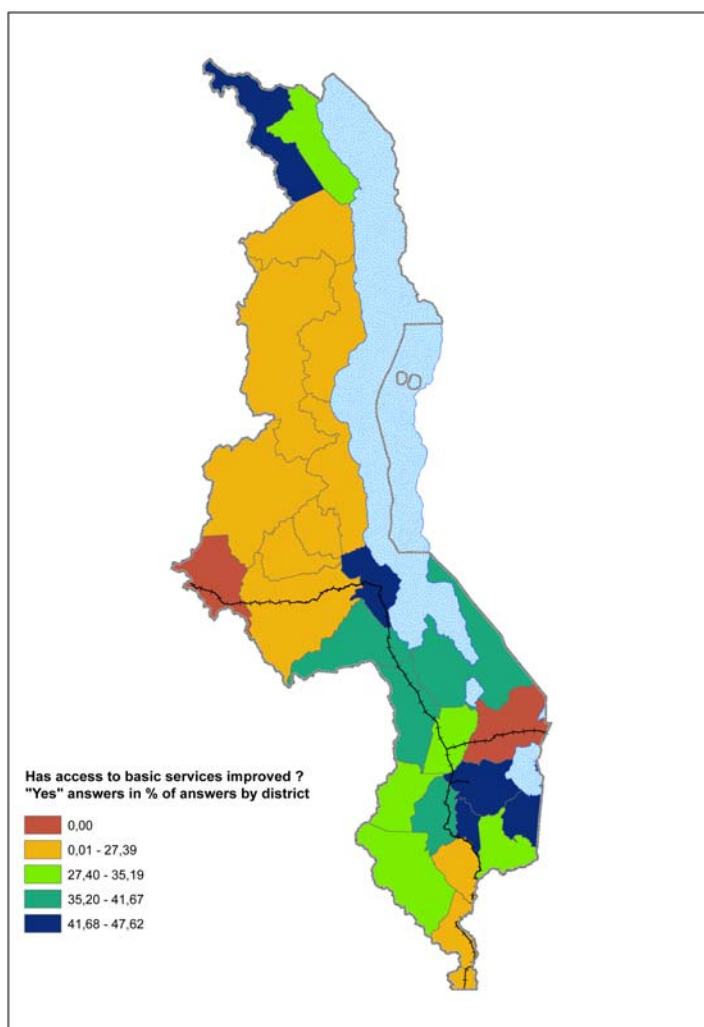 Has access to basic services improved ?
"Yes" answers in % of answers by district
0,00
0,01 - 27,39
27,40 - 35,19
35,20 - 41,67
41,68 - 47,62